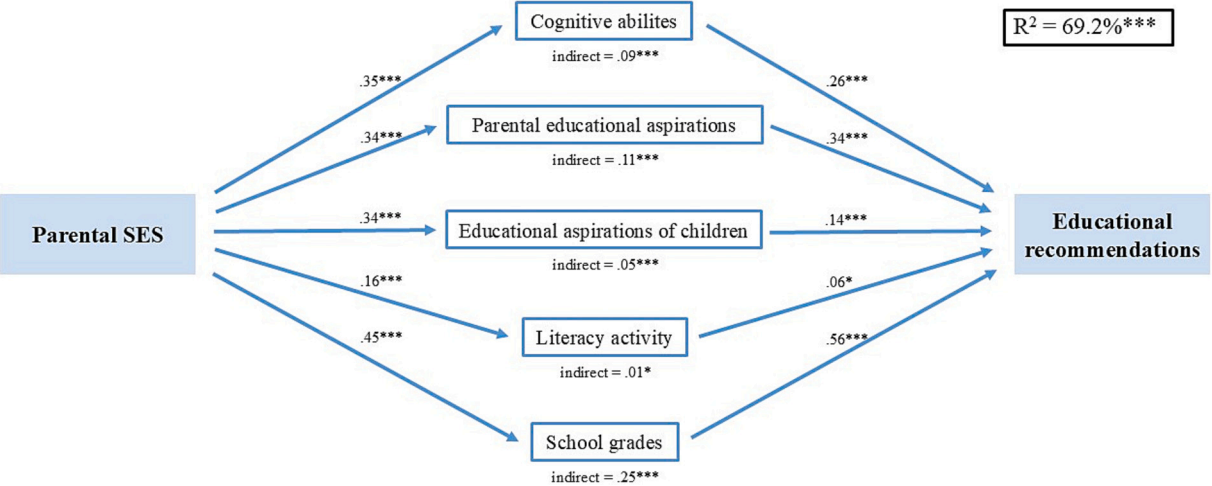 Cognitive abilites
indirect = .09***
R² = 69.2%***
.35***
.26***
Parental educational aspirations
indirect = .11***
.34***
.34***
Parental SES
.34***
Educational aspirations of children
indirect = .05***
.14***
Educational
recommendations
.16***
.06*
Literacy activity
indirect = .01*
.45***
.56***
School grades
indirect = .25***